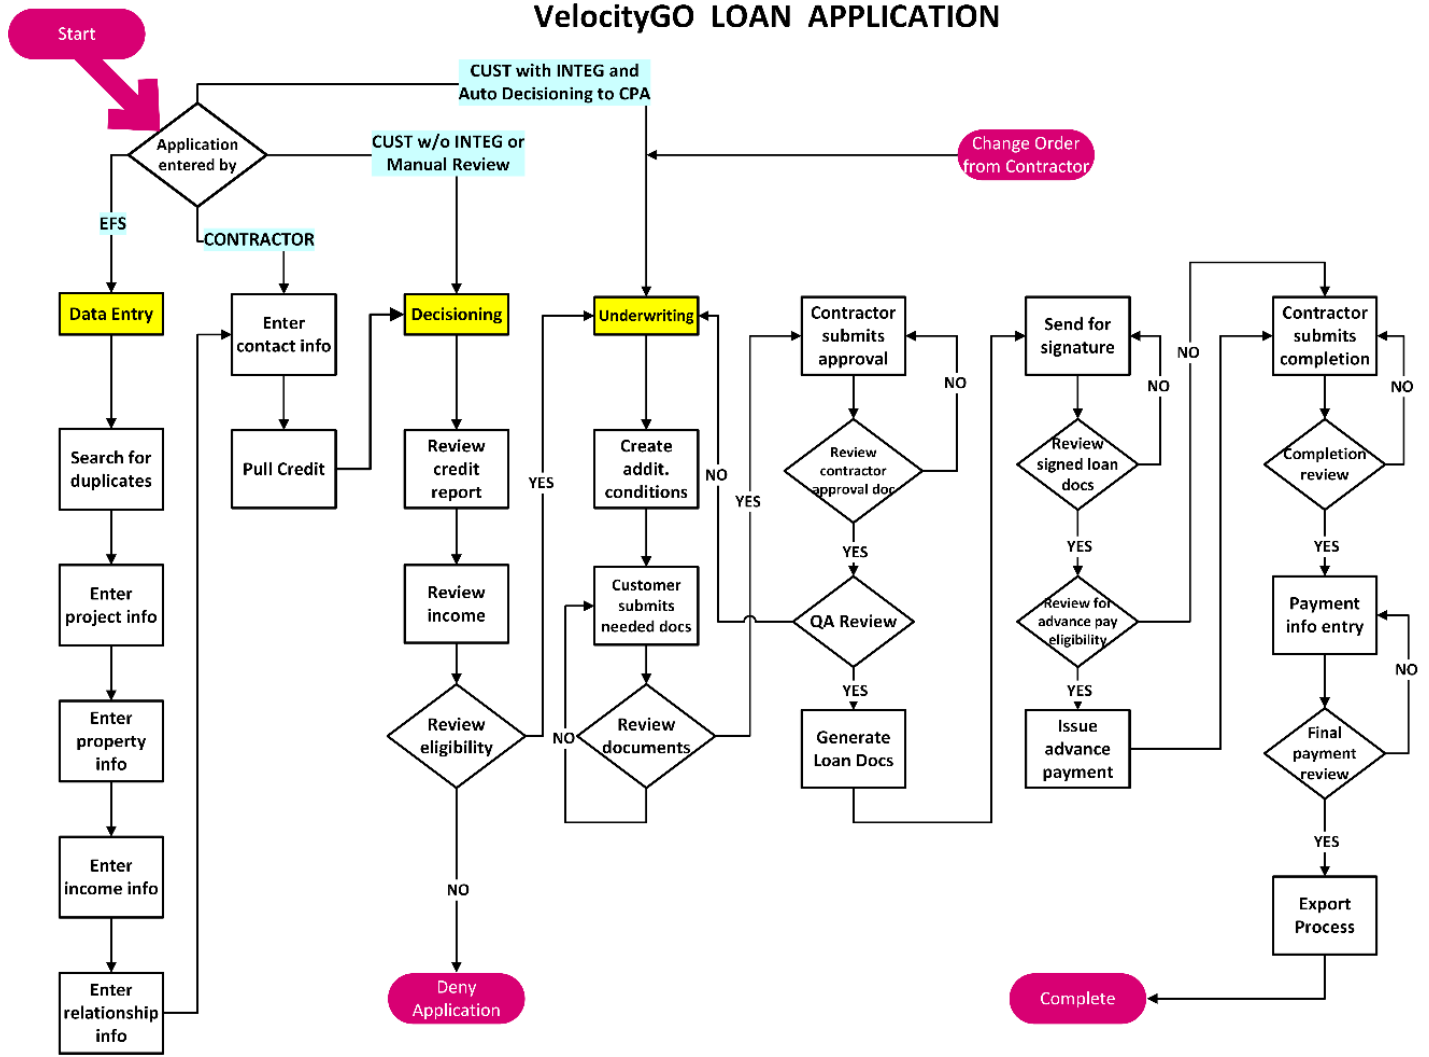 VelocityGO LOAN APPLICATION
Start
CUST with INTEG and
Auto Decisioning to CPA
Application
entered by
CUST w/o INTEG or
Manual Review
Change Order
from Contractor
EFS
CONTRACTOR
Data Entry
Search for
duplicates
Enter
project info
Enter
property
info
Enter
income info
Enter
relationship
info
Enter
contact info
Pull Credit
Decisioning
Review
credit
report
Review
income
Review
eligibility
YES
NO
Deny
Application
Underwriting
Create
addit.
conditions
Customer
submits
needed docs
Review
documents
NO
YES
NO
Contractor
submits
approval
NO
Review
contractor
approval doc
YES
QA Review
YES
Generate
Loan Docs
Send for
signature
NO
Review
signed loan
docs
YES
Review for
advance pay
eligibility
NO
YES
Issue
advance
payment
Contractor
submits
completion
NO
Completion
review
YES
Payment
info entry
NO
Final
payment
review
YES
Export
Process
Complete